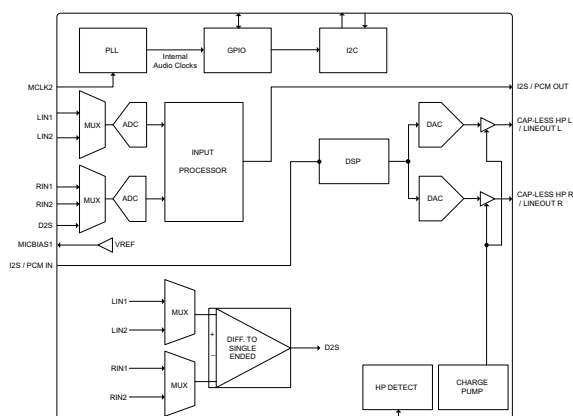 PLL
Internal
Audio Clocks
GPIO
I2C
MCLK2
I2S / PCM OUT
LIN1
LIN2
MUX
ADC
INPUT
PROCESSOR
DAC
CAP-LESS HP L
/ LINEOUT L
DSP
RIN1
RIN2
D2S
MUX
ADC
DAC
CAP-LESS HP R
/ LINEOUT R
MICBIAS1
VREF
I2S / PCM IN
LIN1
LIN2
MUX
+
–
DIFF. TO
SINGLE
ENDED
D2S
RIN1
RIN2
MUX
HP DETECT
CHARGE
PUMP